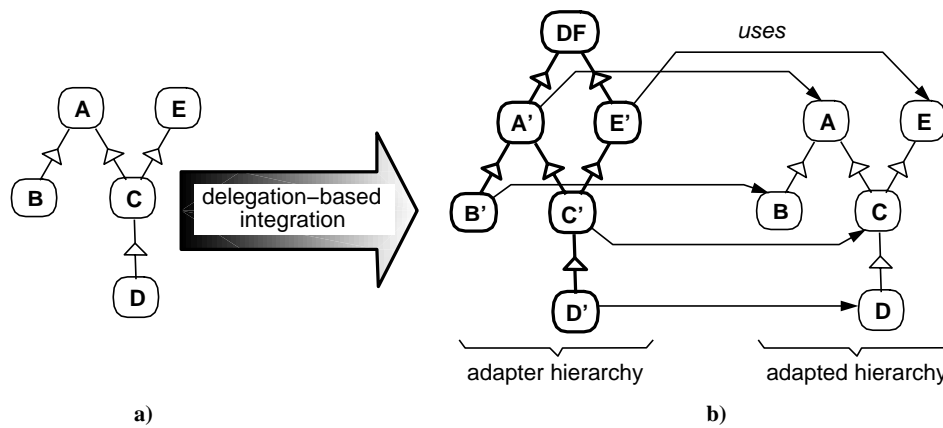 DF
uses
A E
A' E'
A E
B C
delegation−based
integration
B' C'
B C
D
D' D
adapter hierarchy adapted hierarchy
a) b)